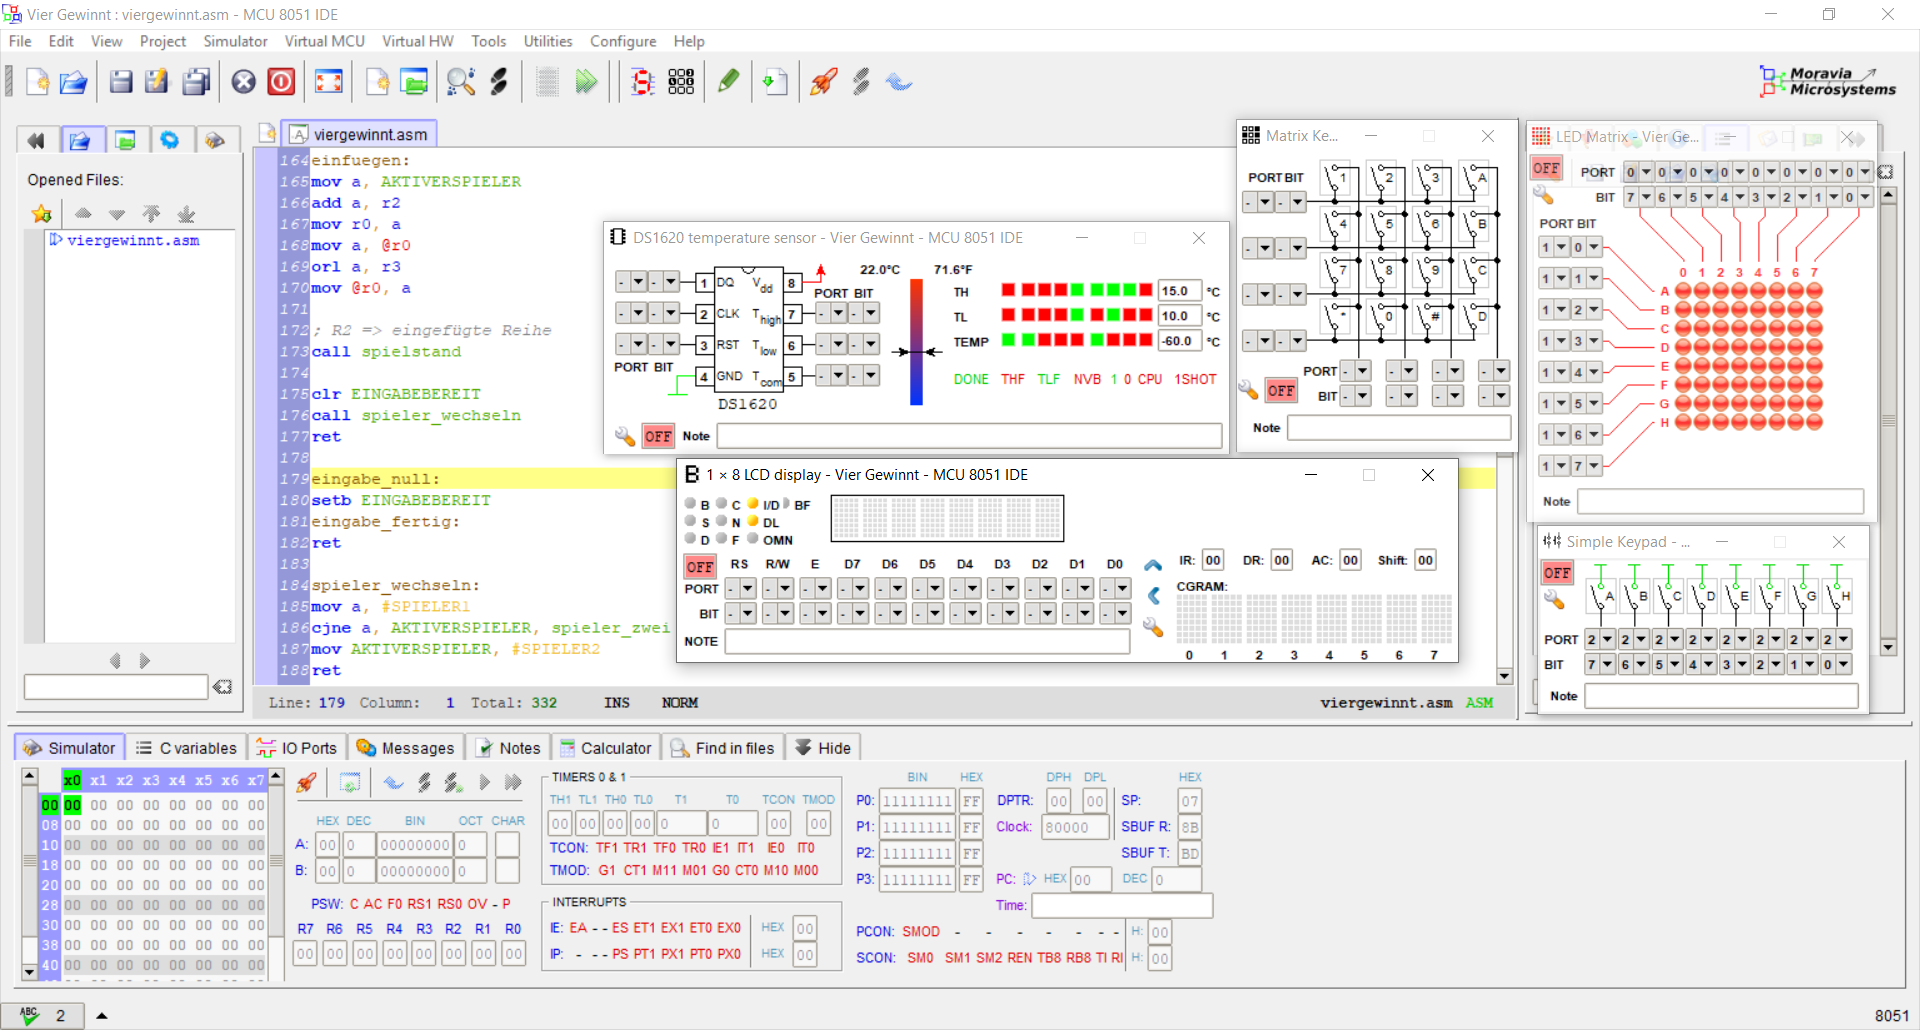 Vier Gewinnt : viergewinnt.asm - MCU 8051 IDE
File Edit View Project Simulator Virtual MCU Virtual HW Tools Utilities Configure Help
Moravia
Microsystems
Opened Files:
viergewinnt.asm
viergewinnt.asm
164 einfuegen:
165 mov a, AKTIVERSPIELER
166 add a, r2
167 mov r0, a
168 mov a, @r0
169 orl a, r3
170 mov @r0, a
171
172 ; R2 => eingefügte Reihe
173 call spielstand
174
175 clr EINGABEBEREIT
176 call spieler_wechseln
177 ret
178
179 eingabe_null:
180 setb EINGABEBEREIT
181 eingabe_fertig:
182 ret
183
184 spieler_wechseln:
185 mov a, #SPIELER1
186 cjne a, AKTIVERSPIELER, spieler_zwei
187 mov AKTIVERSPIELER, #SPIELER2
188 ret
Line: 179 Column: 1 Total: 332 INS NORM viergewinnt.asm ASM
DS1620 temperature sensor - Vier Gewinnt - MCU 8051 IDE
22.0°C 71.6°F
1 DQ Vdd 8
PORT BIT
2 CLK Thigh 7
3 RST Tlow 6
PORT BIT
4 GND Tcom 5
DS1620
TH 15.0 °C
TL 10.0 °C
TEMP -60.0 °C
DONE THF TLF NVB 1 0 CPU 1SHOT
OFF Note
Matrix Ke...
PORT BIT
1 2 3 A
4 5 6 B
7 8 9 C
* 0 # D
PORT - - - -
OFF BIT - - - -
Note
LED Matrix - Vier Ge...
OFF PORT 0 0 0 0 0 0 0 0
BIT 7 6 5 4 3 2 1 0
PORT BIT
1 0
1 1
1 2
1 3
1 4
1 5
1 6
1 7
0 1 2 3 4 5 6 7
A
B
C
D
E
F
G
H
Note
1 × 8 LCD display - Vier Gewinnt - MCU 8051 IDE
B C I/D BF
S N DL
D F OMN
OFF RS R/W E D7 D6 D5 D4 D3 D2 D1 D0
PORT - - - - - - - - - - -
BIT - - - - - - - - - - -
NOTE
IR: 00 DR: 00 AC: 00 Shift: 00
CGRAM:
0 1 2 3 4 5 6 7
Simple Keypad - ...
OFF
A B C D E F G H
PORT 2 2 2 2 2 2 2 2
BIT 7 6 5 4 3 2 1 0
Note
Simulator C variables IO Ports Messages Notes Calculator Find in files Hide
x0 x1 x2 x3 x4 x5 x6 x7
00 00 00 00 00 00 00 00 00
08 00 00 00 00 00 00 00 00
10 00 00 00 00 00 00 00 00
18 00 00 00 00 00 00 00 00
20 00 00 00 00 00 00 00 00
28 00 00 00 00 00 00 00 00
30 00 00 00 00 00 00 00 00
38 00 00 00 00 00 00 00 00
40 00 00 00 00 00 00 00 00
HEX DEC BIN OCT CHAR
A: 00 0 00000000 0
B: 00 0 00000000 0
PSW: C AC F0 RS1 RS0 OV - P
R7 R6 R5 R4 R3 R2 R1 R0
00 00 00 00 00 00 00 00
TIMERS 0 & 1
TH1 TL1 TH0 TL0 T1 T0 TCON TMOD
00 00 00 00 0 0 00 00
TCON: TF1 TR1 TF0 TR0 IE1 IT1 IE0 IT0
TMOD: G1 CT1 M11 M01 G0 CT0 M10 M00
INTERRUPTS
IE: EA - - ES ET1 EX1 ET0 EX0 HEX 00
IP: - - - PS PT1 PX1 PT0 PX0 HEX 00
BIN HEX
P0: 11111111 FF
P1: 11111111 FF
P2: 11111111 FF
P3: 11111111 FF
DPH DPL HEX
DPTR: 00 00 SP: 07
Clock: 80000 SBUF R: 8B
SBUF T: BD
PC: HEX 00 DEC 0
Time:
PCON: SMOD - - - - - - - H: 00
SCON: SM0 SM1 SM2 REN TB8 RB8 TI RI H: 00
ABC 2
8051